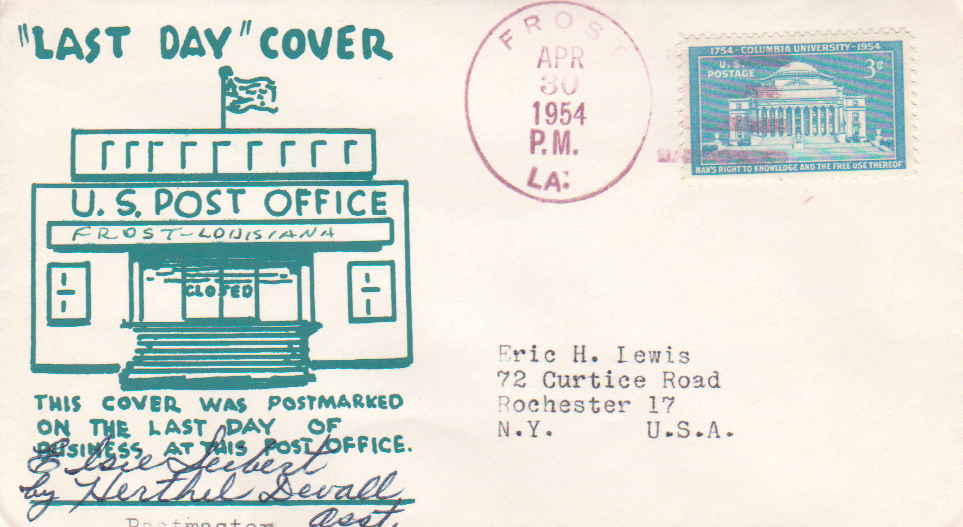 "LAST DAY" COVER
U.S. POST OFFICE
FROST-LOUISIANA
CLOSED
THIS COVER WAS POSTMARKED
ON THE LAST DAY OF
BUSINESS AT THIS POST OFFICE.
Elsie Seibert
by Herthel Devall
Postmaster Asst.
FROST
APR
30
1954
P.M.
LA.
1754 - COLUMBIA UNIVERSITY - 1954
U.S. POSTAGE
3¢
MAN'S RIGHT TO KNOWLEDGE AND THE FREE USE THEREOF
Eric H. Lewis
72 Curtice Road
Rochester 17
N.Y. U.S.A.